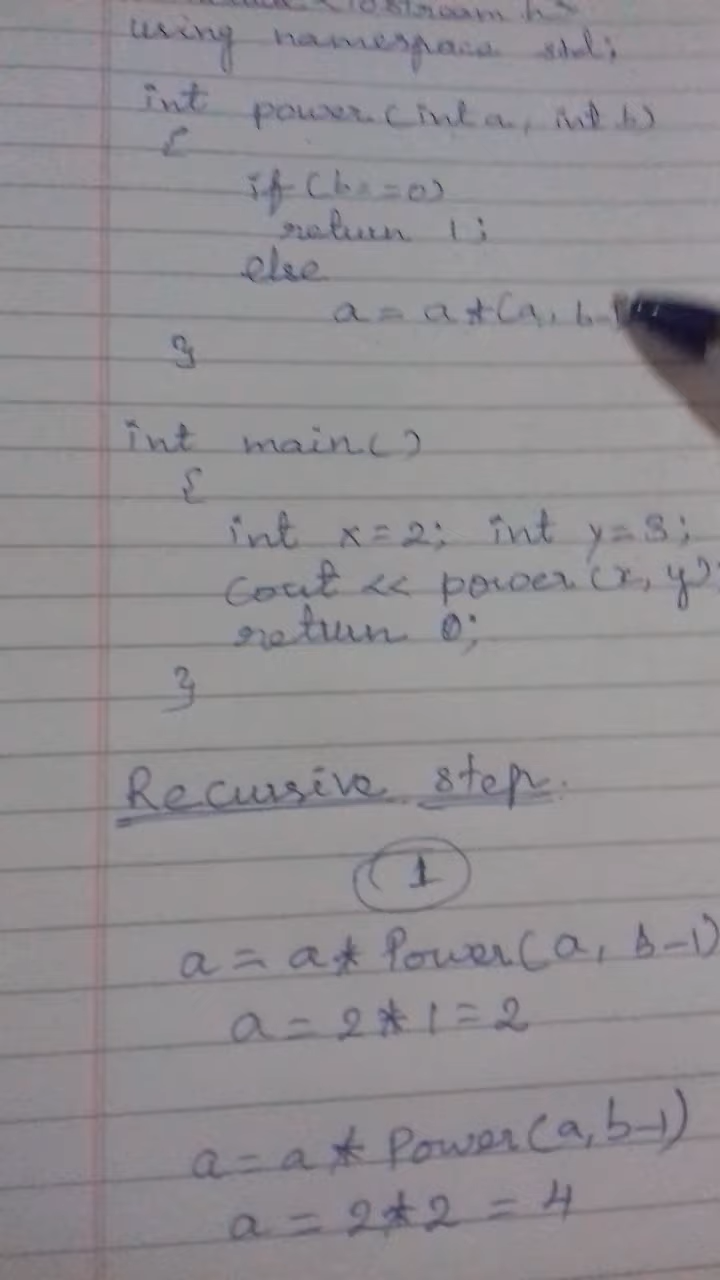 using namespace std;
int power(int a, int b)
{
if (b==0)
return 1;
else
a = a*(a, b-1
}
int main()
{
int x=2; int y=3;
cout << power(x, y);
return 0;
}
Recursive step.
1
a = a* Power(a, b-1)
a = 2*1=2
a = a* Power(a, b-1)
a = 2*2 = 4